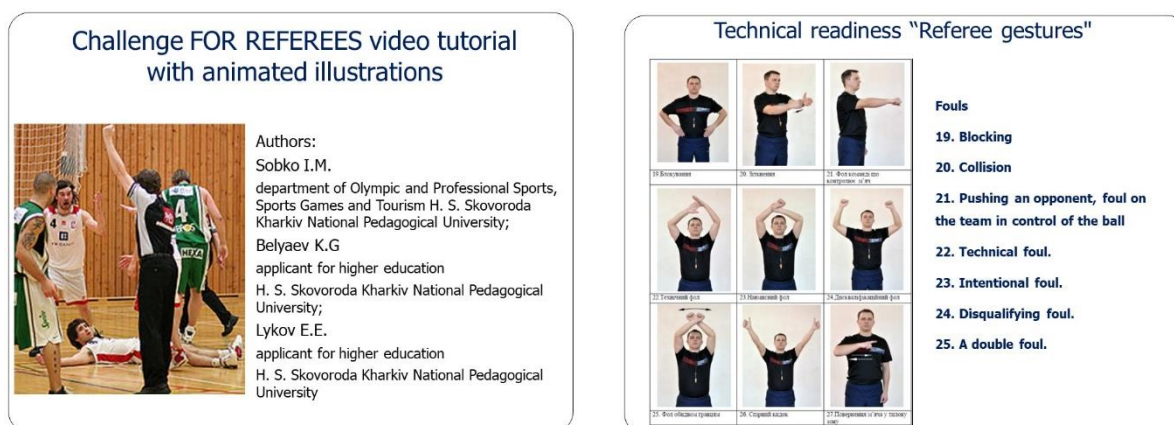 Challenge FOR REFEREES video tutorial
with animated illustrations
Authors:
Sobko I.M.
department of Olympic and Professional Sports,
Sports Games and Tourism H. S. Skovoroda
Kharkiv National Pedagogical University;
Belyaev K.G
applicant for higher education
H. S. Skovoroda Kharkiv National Pedagogical
University;
Lykov E.E.
applicant for higher education
H. S. Skovoroda Kharkiv National Pedagogical
University
Technical readiness “Referee gestures"
19.Блокування
20. Зіткнення
21. Фол команди що
контролює м’яч
22.Технічний фол
23.Навмисний фол
24.Дискваліфікаційний фол
25. Фол обидвом гравцям
26. Спірний кидок
27.Повернення м’яча у тилову
зону
Fouls
19. Blocking
20. Collision
21. Pushing an opponent, foul on
the team in control of the ball
22. Technical foul.
23. Intentional foul.
24. Disqualifying foul.
25. A double foul.